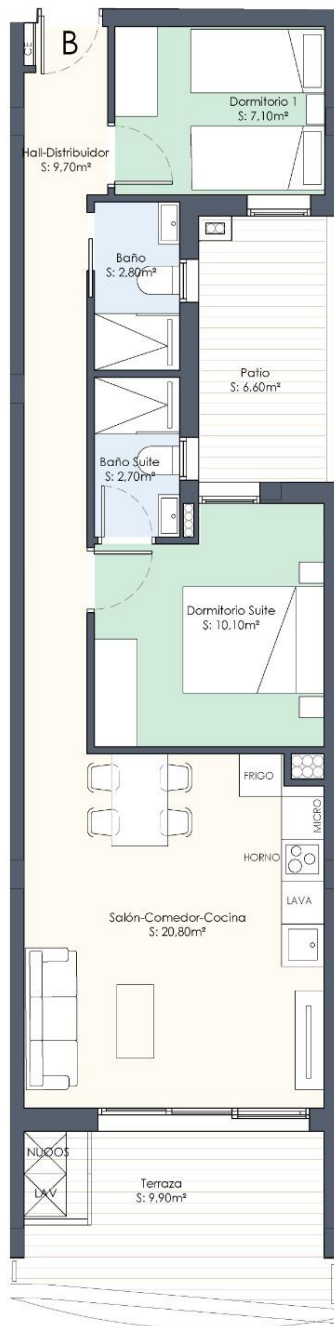 CE
B
Dormitorio 1
S: 7,10m²
Hall-Distribuidor
S: 9,70m²
Baño
S: 2,80m²
Patio
S: 6,60m²
Baño Suite
S: 2,70m²
Dormitorio Suite
S: 10,10m²
FRIGO
MICRO
HORNO
LAVA
Salón-Comedor-Cocina
S: 20,80m²
LAV
Terraza
S: 9,90m²